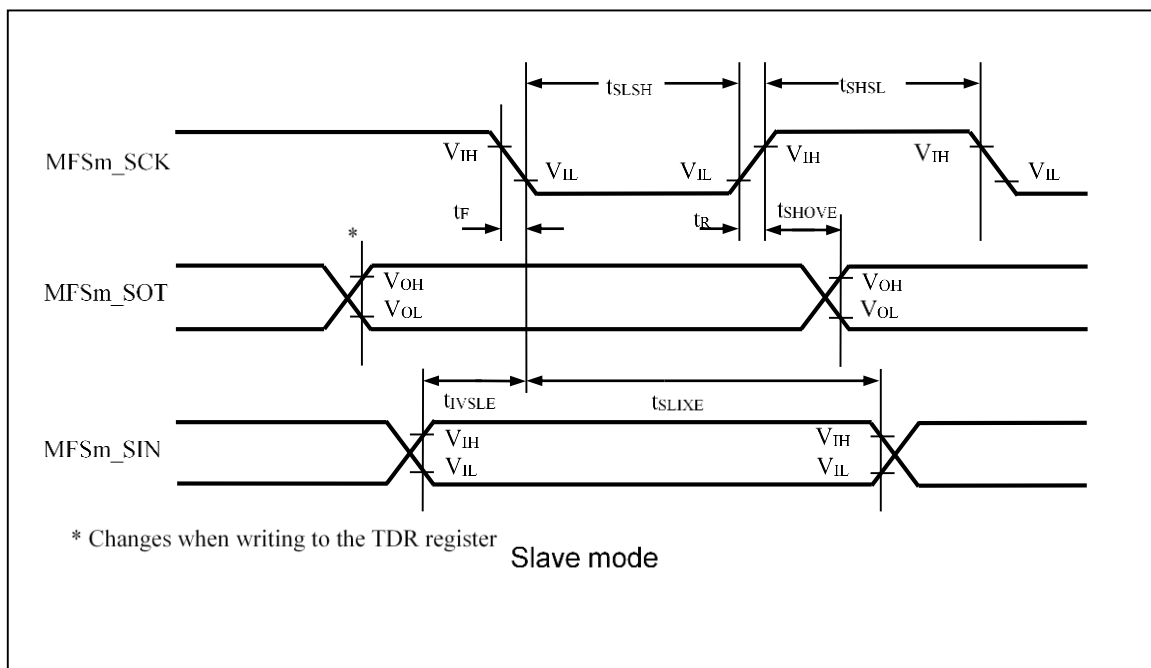 tSLSH tSHSL
MFSm_SCK VIH VIL VIL VIH VIH VIL
tF tR tSHOVE
*
MFSm_SOT VOH VOL VOH VOL
tIVSLE tSLIXE
MFSm_SIN VIH VIL VIH VIL
* Changes when writing to the TDR register
Slave mode